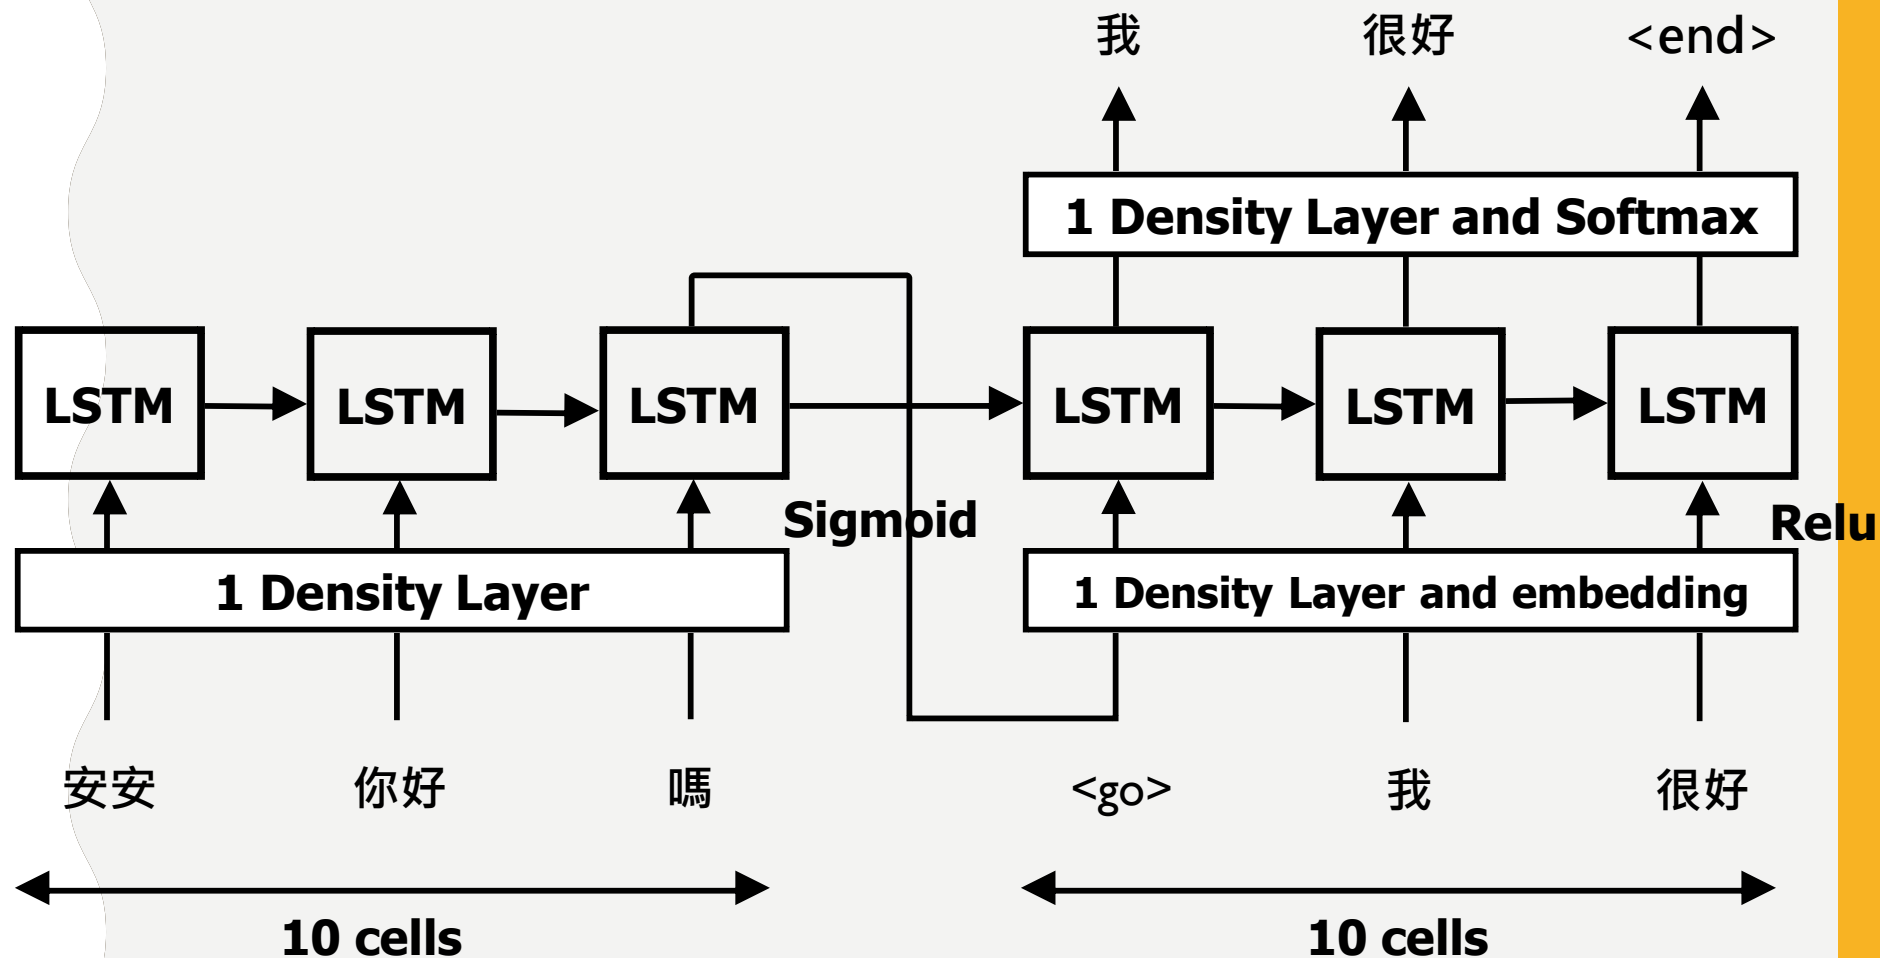 我 很好 <end>
1 Density Layer and Softmax
LSTM LSTM LSTM LSTM LSTM LSTM
Sigmoid Relu
1 Density Layer 1 Density Layer and embedding
安安 你好 嗎 <go> 我 很好
10 cells 10 cells